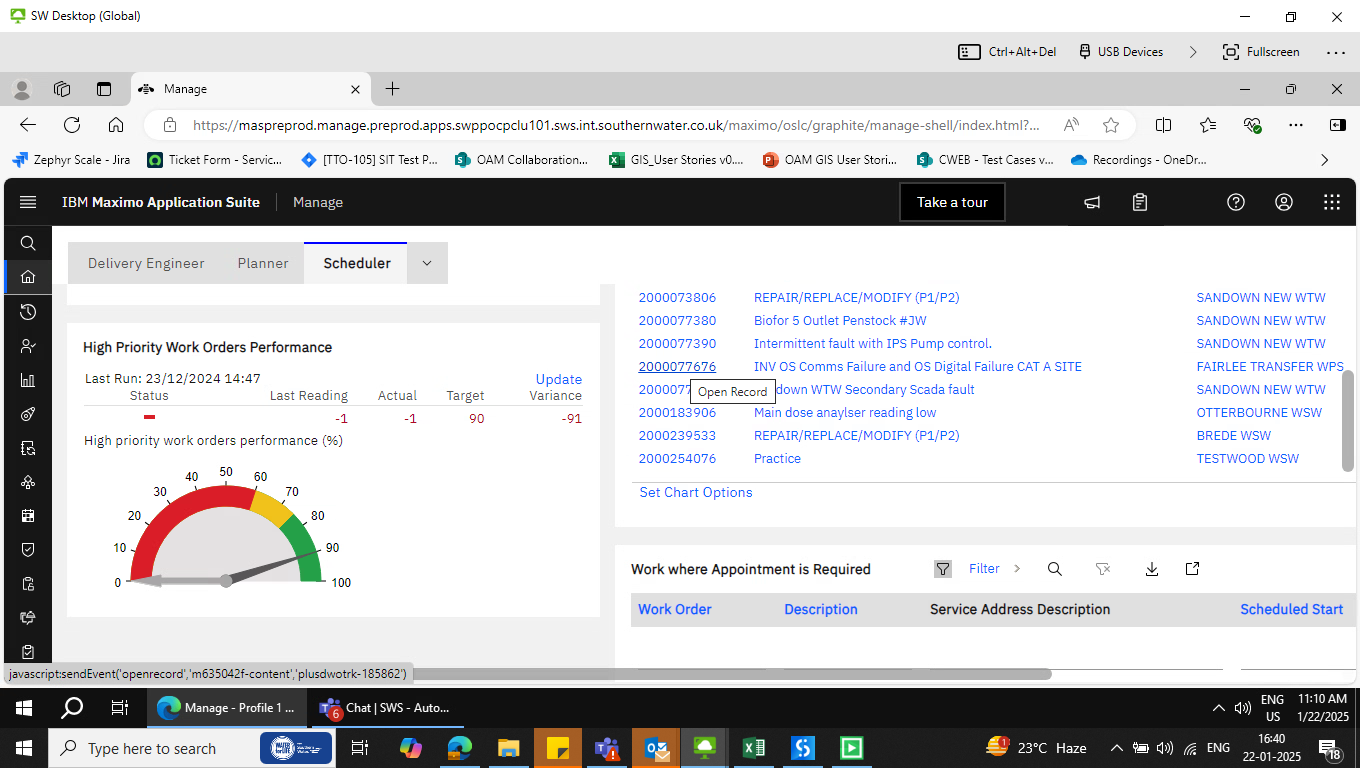 SW Desktop (Global)
Ctrl+Alt+Del
USB Devices
Fullscreen
Manage
https://maspreprod.manage.preprod.apps.swppocpclu101.sws.int.southernwater.co.uk/maximo/oslc/graphite/manage-shell/index.html?...
Zephyr Scale - Jira
Ticket Form - Servic...
[TTO-105] SIT Test P...
OAM Collaboration...
GIS_User Stories v0....
OAM GIS User Stori...
CWEB - Test Cases v...
Recordings - OneDr...
IBM Maximo Application Suite
Manage
Take a tour
Delivery Engineer
Planner
Scheduler
High Priority Work Orders Performance
Last Run: 23/12/2024 14:47
Update
Status Last Reading Actual Target Variance
-1 -1 90 -91
High priority work orders performance (%)
0
10
20
30
40
50
60
70
80
90
100
2000073806 REPAIR/REPLACE/MODIFY (P1/P2) SANDOWN NEW WTW
2000077380 Biofor 5 Outlet Penstock #JW SANDOWN NEW WTW
2000077390 Intermittent fault with IPS Pump control. SANDOWN NEW WTW
2000077676 INV OS Comms Failure and OS Digital Failure CAT A SITE FAIRLEE TRANSFER WPS
down WTW Secondary Scada fault SANDOWN NEW WTW
Open Record
2000183906 Main dose anaylser reading low OTTERBOURNE WSW
2000239533 REPAIR/REPLACE/MODIFY (P1/P2) BREDE WSW
2000254076 Practice TESTWOOD WSW
Set Chart Options
Work where Appointment is Required
Filter
Work Order Description Service Address Description Scheduled Start
javascript:sendEvent('openrecord','m635042f-content','plusdwotrk-185862')
Manage - Profile 1 ...
6
Chat | SWS - Auto...
ENG
US
11:10 AM
1/22/2025
Type here to search
23°C Haze
ENG
16:40
22-01-2025
18